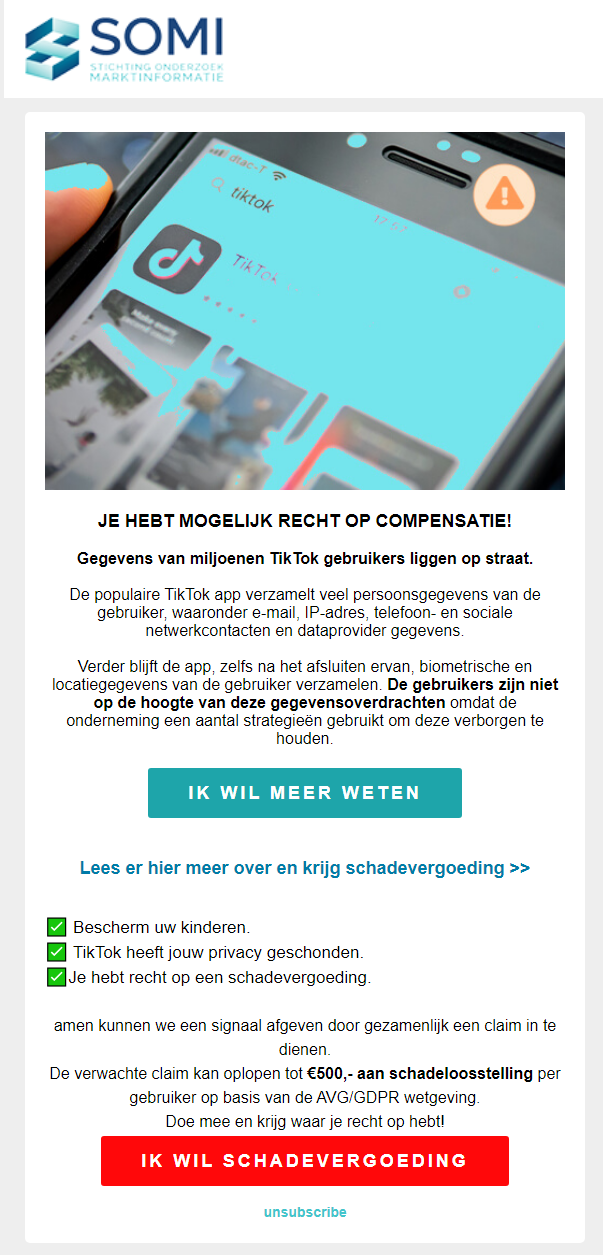 SOMI
STICHTING ONDERZOEK
MARKTINFORMATIE
dtac-T
tiktok
17:52
TikTok
Make every
second count
JE HEBT MOGELIJK RECHT OP COMPENSATIE!
Gegevens van miljoenen TikTok gebruikers liggen op straat.
De populaire TikTok app verzamelt veel persoonsgegevens van de
gebruiker, waaronder e-mail, IP-adres, telefoon- en sociale
netwerkcontacten en dataprovider gegevens.
Verder blijft de app, zelfs na het afsluiten ervan, biometrische en
locatiegegevens van de gebruiker verzamelen. De gebruikers zijn niet
op de hoogte van deze gegevensoverdrachten omdat de
onderneming een aantal strategieën gebruikt om deze verborgen te
houden.
IK WIL MEER WETEN
Lees er hier meer over en krijg schadevergoeding >>
Bescherm uw kinderen.
TikTok heeft jouw privacy geschonden.
Je hebt recht op een schadevergoeding.
amen kunnen we een signaal afgeven door gezamenlijk een claim in te
dienen.
De verwachte claim kan oplopen tot €500,- aan schadeloosstelling per
gebruiker op basis van de AVG/GDPR wetgeving.
Doe mee en krijg waar je recht op hebt!
IK WIL SCHADEVERGOEDING
unsubscribe